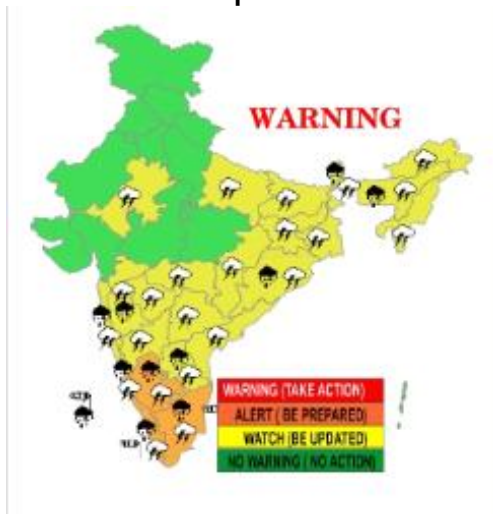 WARNING
WARNING (TAKE ACTION)
ALERT ( BE PREPARED)
WATCH (BE UPDATED)
NO WARNING ( NO ACTION)